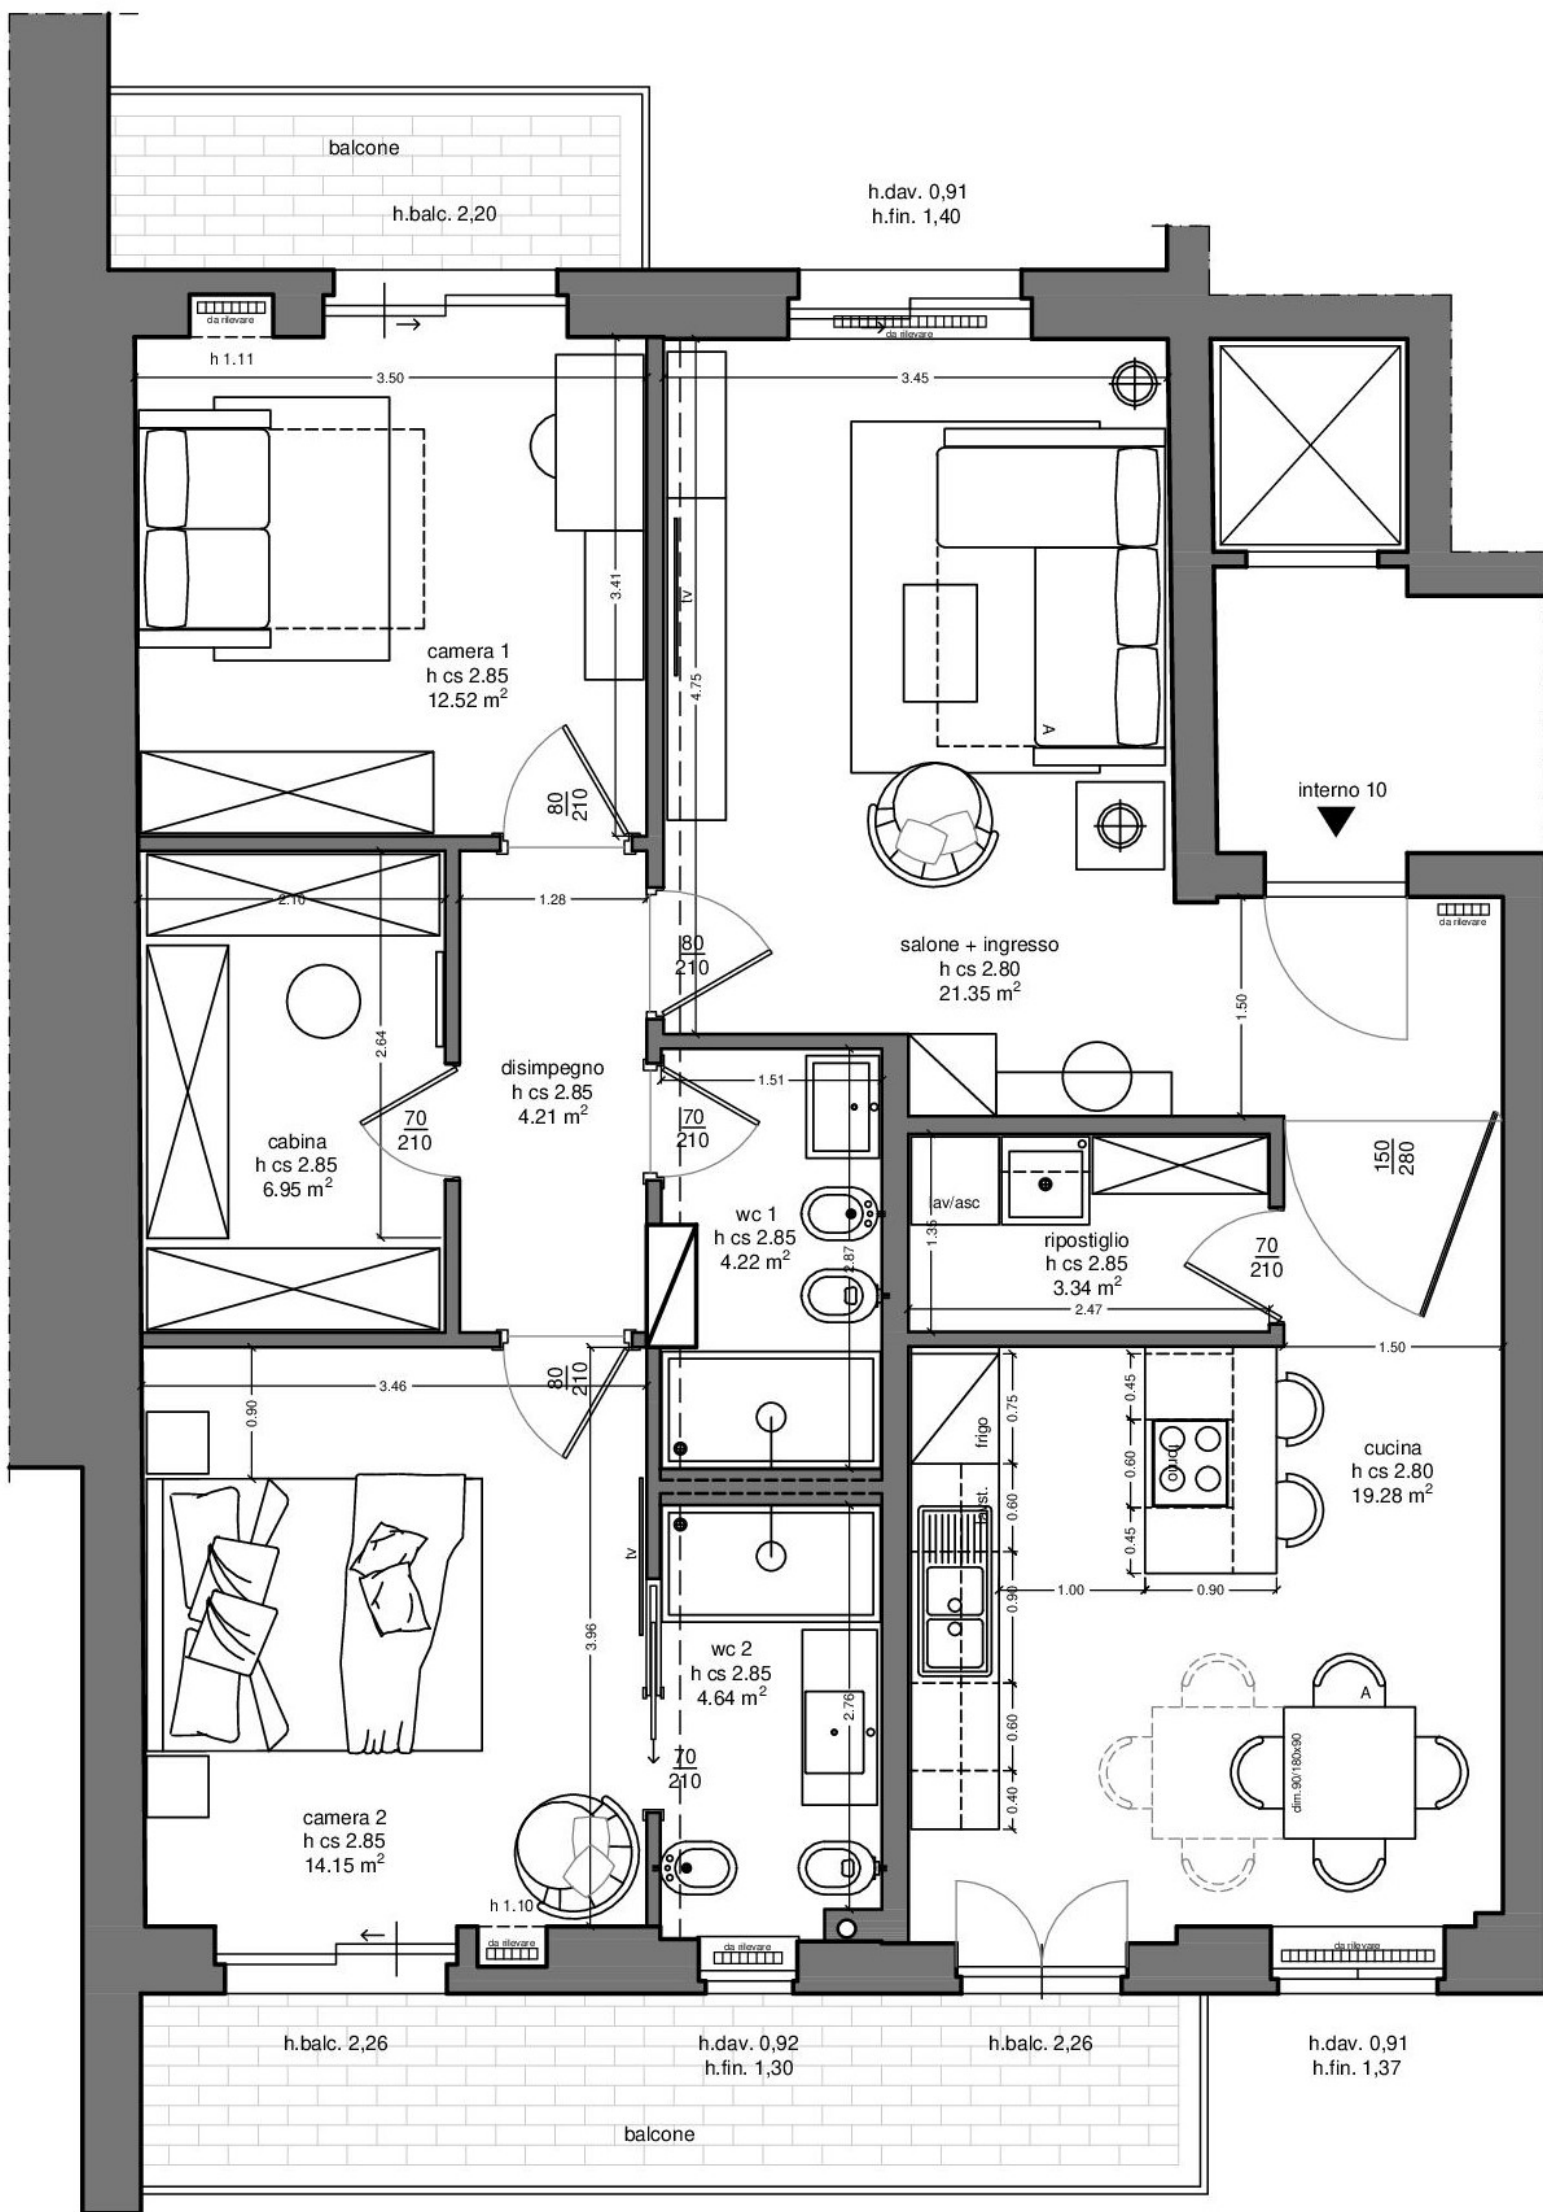 balcone
h.balc. 2,20
h.dav. 0,91
h.fin. 1,40
da rilevare
da rilevare
h 1.11
3.50
3.45
3.41
tv
4.75
camera 1
h cs 2.85
12.52 m²
A
interno 10
80
210
2.10
1.28
da rilevare
80
210
salone + ingresso
h cs 2.80
21.35 m²
1.50
2.64
disimpegno
h cs 2.85
4.21 m²
1.51
70
210
70
210
cabina
h cs 2.85
6.95 m²
150
280
lav/asc
1.35
wc 1
h cs 2.85
4.22 m²
2.87
ripostiglio
h cs 2.85
3.34 m²
70
210
2.47
1.50
80
210
3.46
0.90
0.75
0.45
frigo
cucina
h cs 2.80
19.28 m²
forno
0.60
lavst.
0.60
0.45
tv
0.90
1.00
0.90
3.96
wc 2
h cs 2.85
4.64 m²
2.76
A
0.60
70
210
dim.90/180x90
0.40
camera 2
h cs 2.85
14.15 m²
h 1.10
da rilevare
da rilevare
da rilevare
h.balc. 2,26
h.dav. 0,92
h.fin. 1,30
h.balc. 2,26
h.dav. 0,91
h.fin. 1,37
balcone